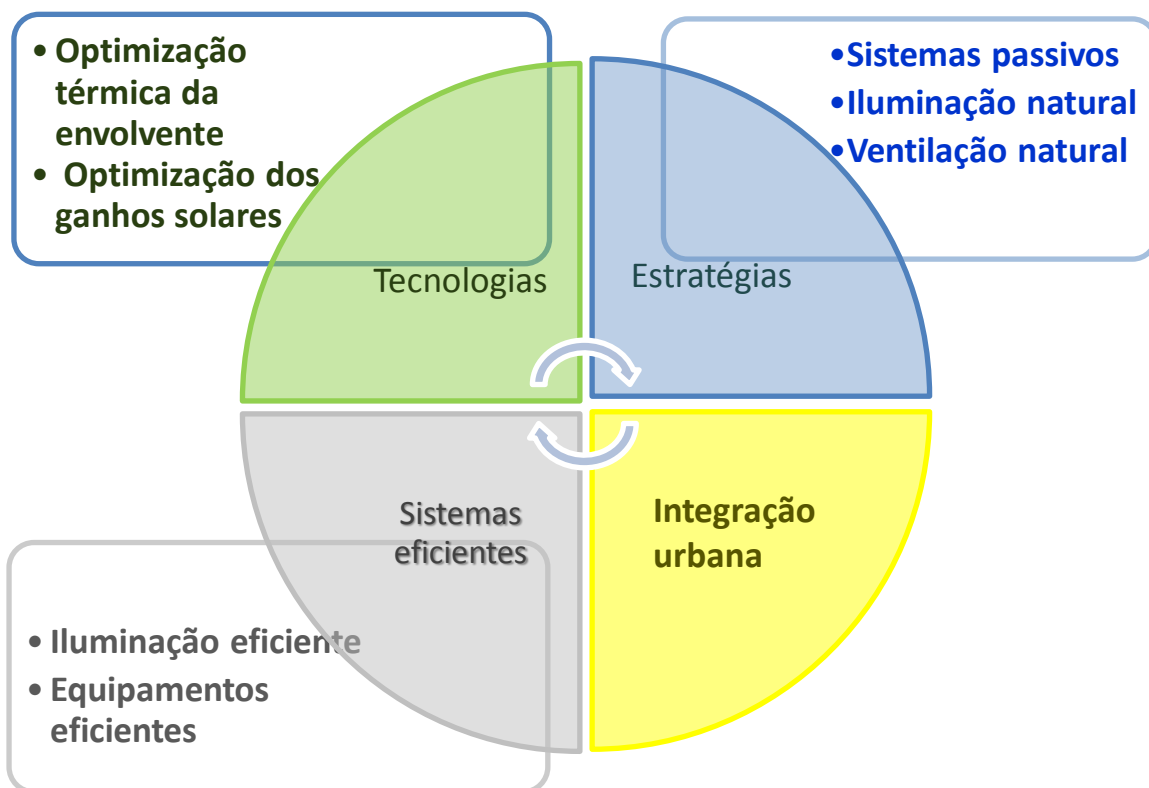 • Optimização
térmica da
envolvente
• Optimização dos
ganhos solares
•Sistemas passivos
•Iluminação natural
•Ventilação natural
Tecnologias
Estratégias
Sistemas
eficientes
Integração
urbana
• Iluminação eficiente
• Equipamentos
eficientes